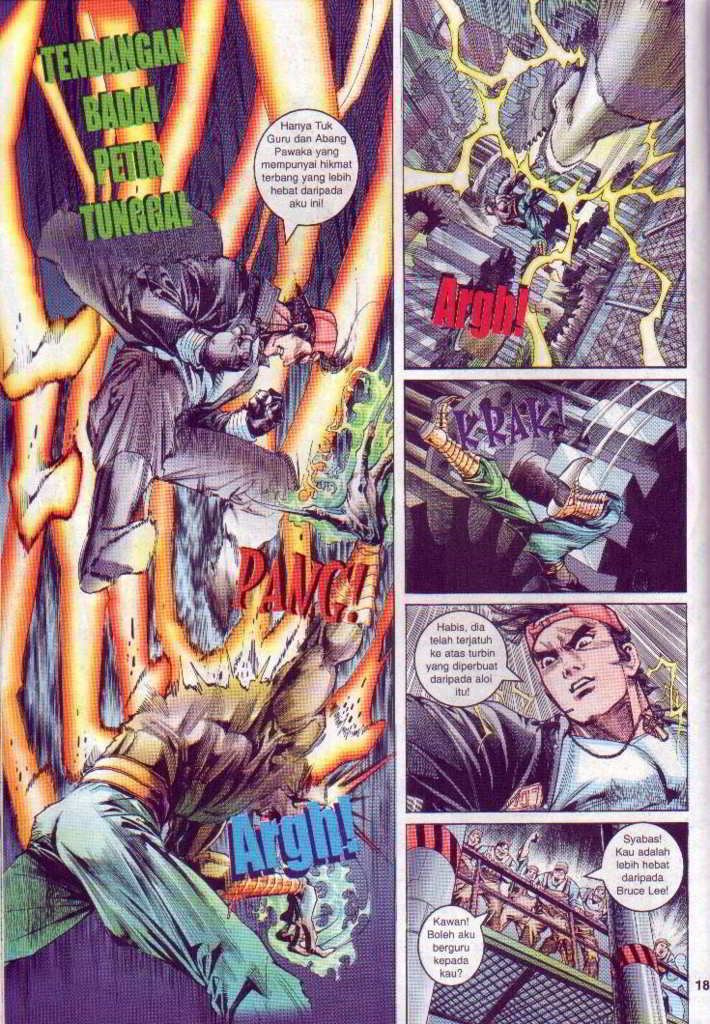 TENDANGAN
BADAI
PETIR
TUNGGAL
Hanya Tuk
Guru dan Abang
Pawaka yang
mempunyai hikmat
terbang yang lebih
hebat daripada
aku ini!
PANG!
Argh!
Argh!
KRAK!
Habis, dia
telah terjatuh
ke atas turbin
yang diperbuat
daripada aloi
itu!
Syabas!
Kau adalah
lebih hebat
daripada
Bruce Lee!
Kawan!
Boleh aku
berguru
kepada
kau?
18